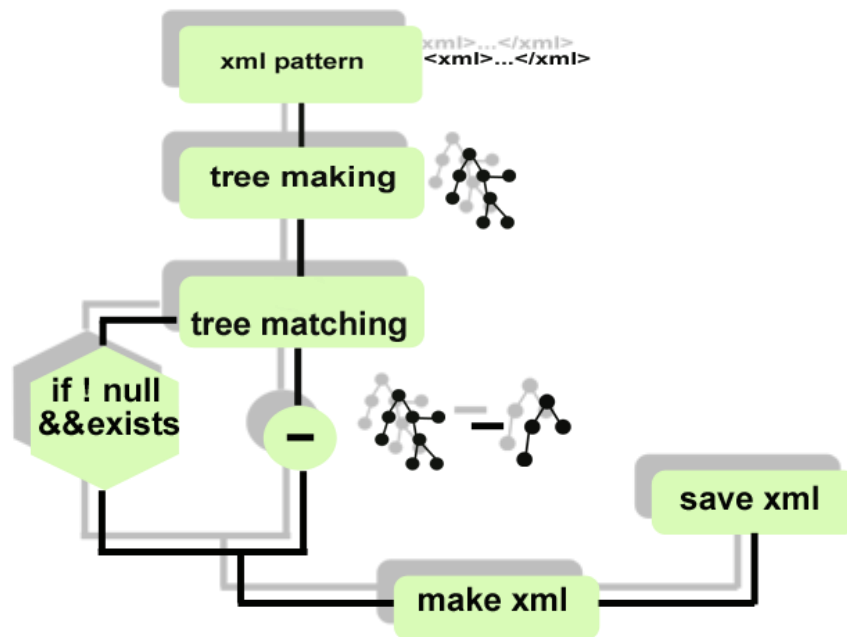 xml pattern
xml>...</xml>
<xml>...</xml>
tree making
tree matching
if ! null
&&exists
−
save xml
make xml